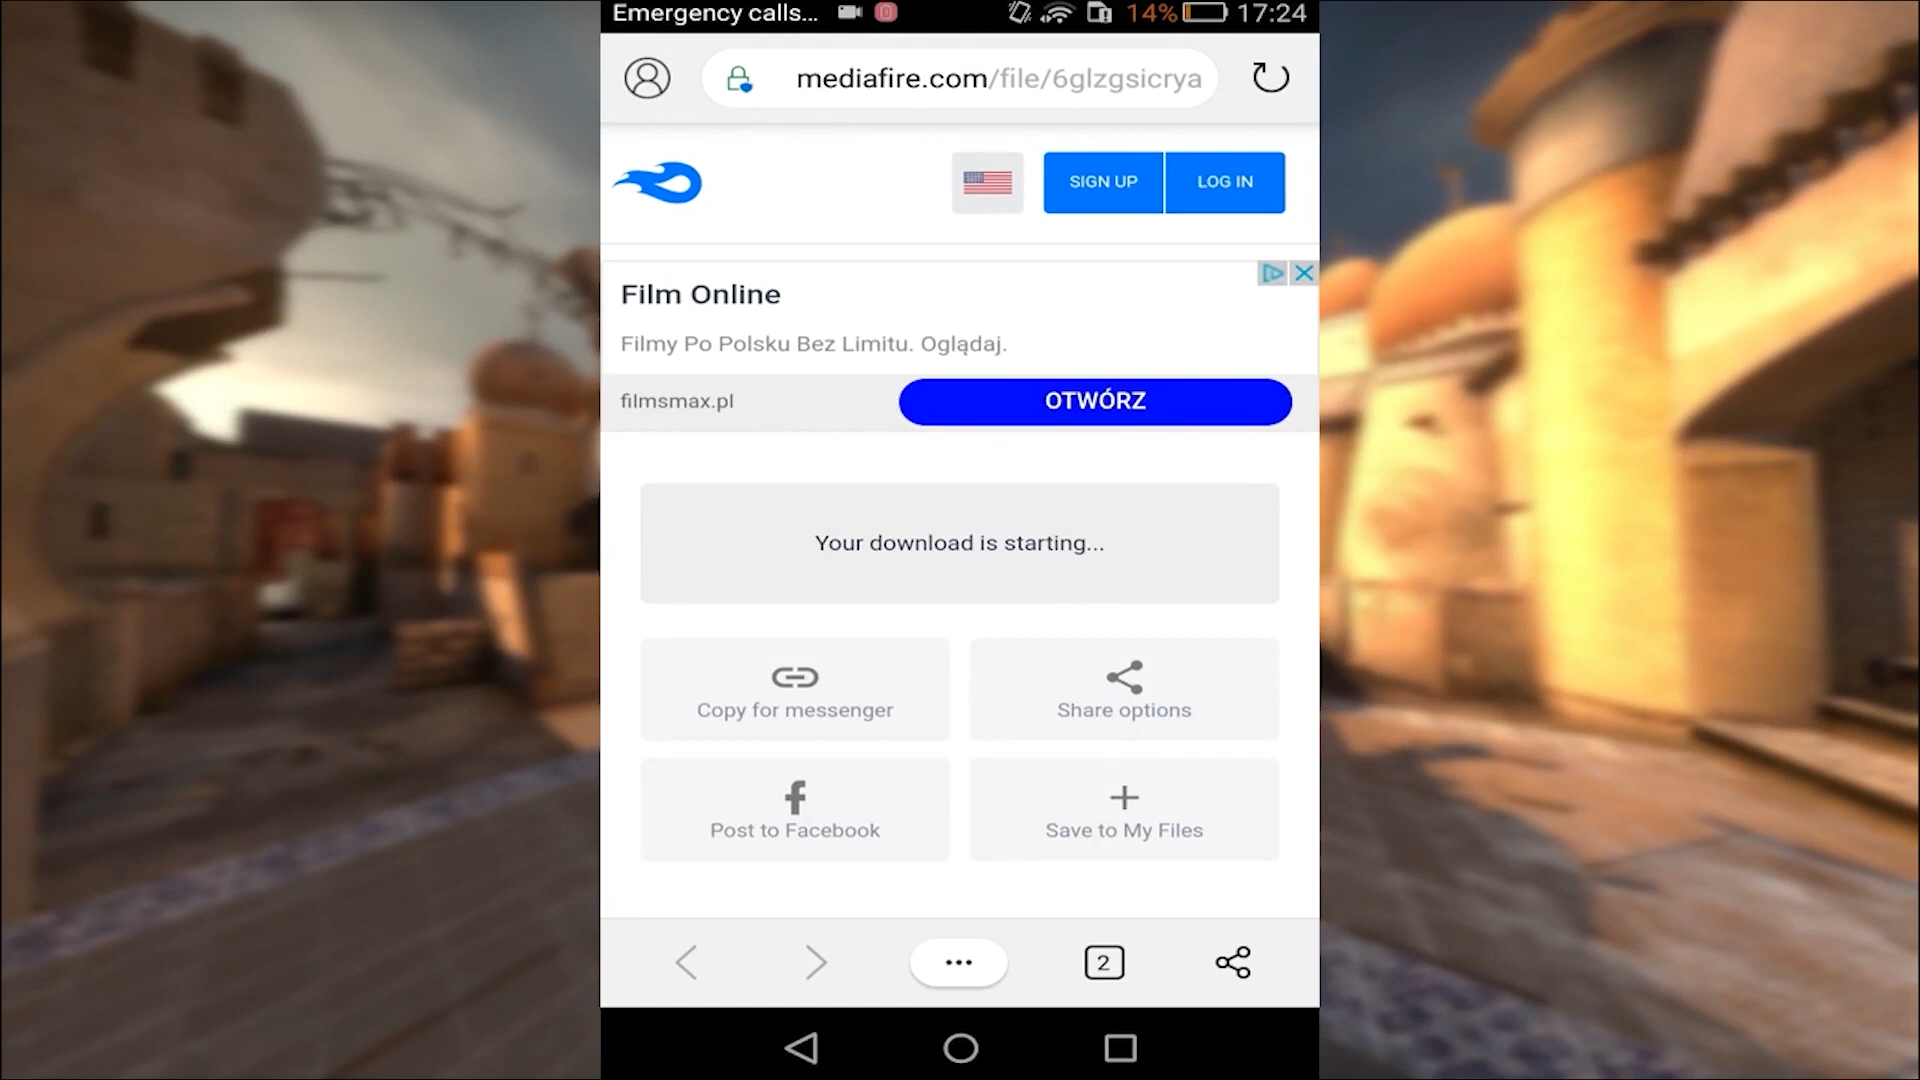 Emergency calls... 14% 17:24
mediafire.com/file/6glzgsicrya
SIGN UP LOG IN
Film Online
Filmy Po Polsku Bez Limitu. Oglądaj.
filmsmax.pl OTWÓRZ
Your download is starting...
Copy for messenger Share options
Post to Facebook Save to My Files
2